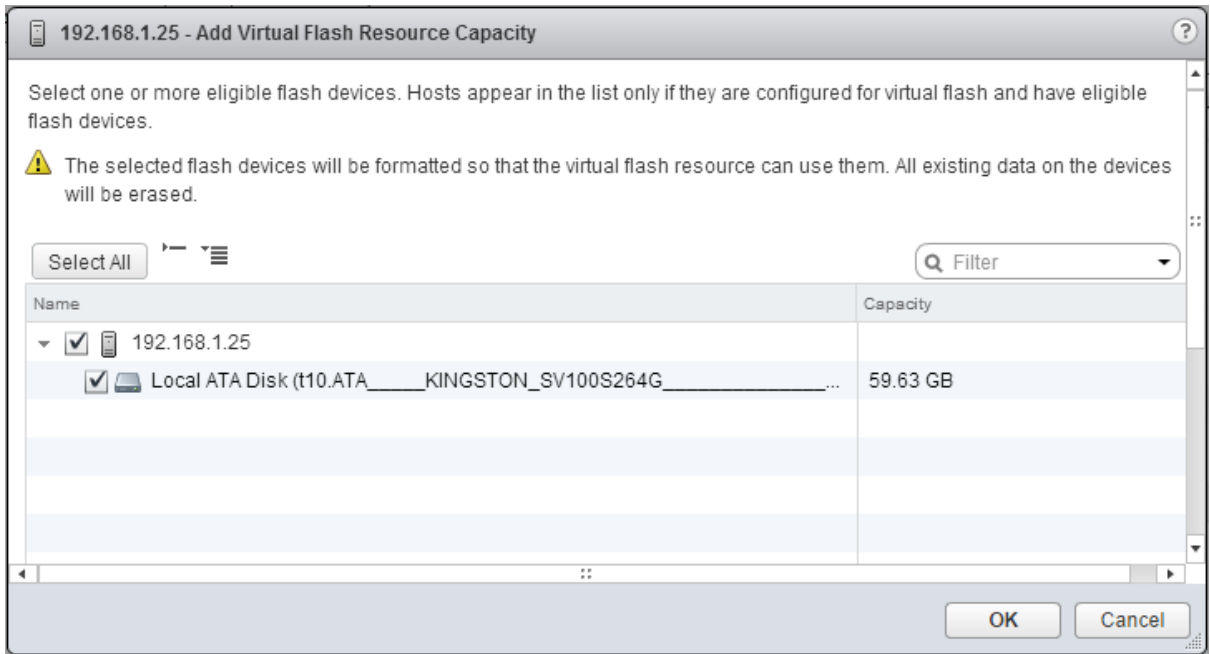 192.168.1.25 - Add Virtual Flash Resource Capacity
?
Select one or more eligible flash devices. Hosts appear in the list only if they are configured for virtual flash and have eligible
flash devices.
The selected flash devices will be formatted so that the virtual flash resource can use them. All existing data on the devices
will be erased.
Select All
Filter
Name Capacity
192.168.1.25
Local ATA Disk (t10.ATA_____KINGSTON_SV100S264G_______________... 59.63 GB
OK Cancel